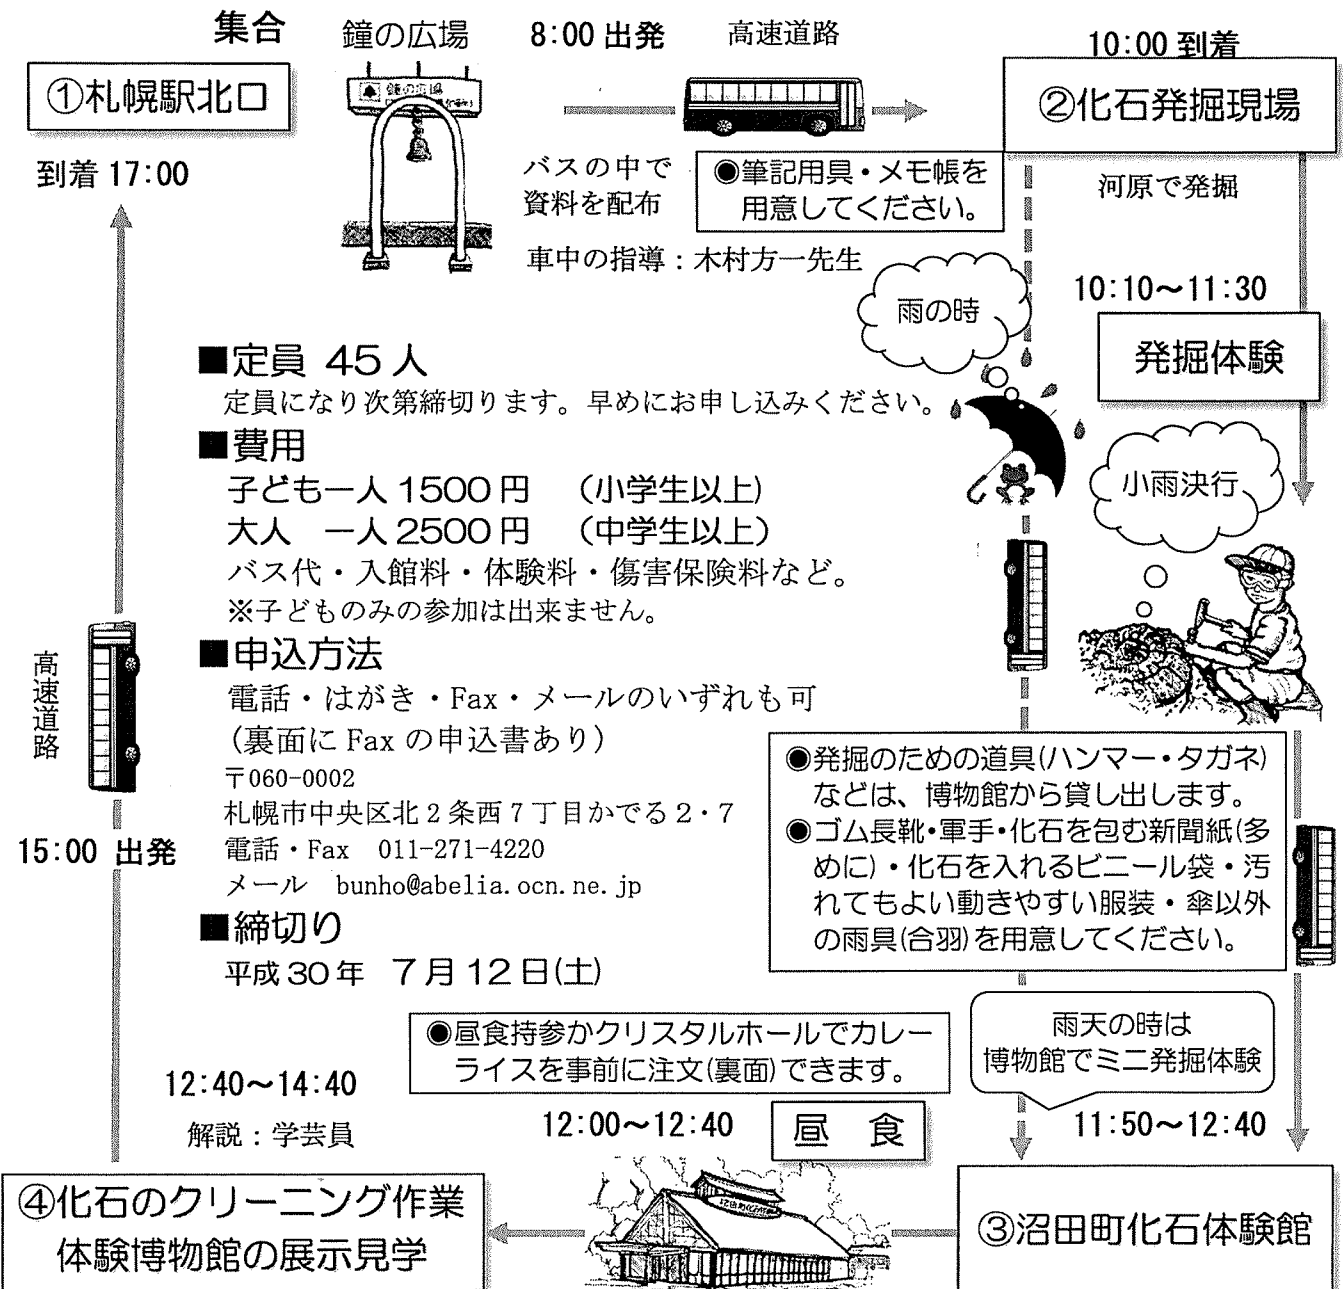 集合
鐘の広場
8:00 出発
高速道路
10:00 到着
①札幌駅北口
鐘の広場
②化石発掘現場
到着 17:00
バスの中で
資料を配布
●筆記用具・メモ帳を
用意してください。
河原で発掘
車中の指導：木村方一先生
雨の時
10:10～11:30
発掘体験
■定員 45人
定員になり次第締切ります。早めにお申し込みください。
■費用
子ども一人 1500円 （小学生以上）
大人 一人 2500円 （中学生以上）
バス代・入館料・体験料・傷害保険料など。
※子どものみの参加は出来ません。
小雨決行
■申込方法
電話・はがき・Fax・メールのいずれも可
（裏面に Fax の申込書あり）
〒060-0002
札幌市中央区北2条西7丁目かでる2・7
電話・Fax 011-271-4220
メール bunho@abelia.ocn.ne.jp
■締切り
平成30年 7月12日(土)
高速道路
15:00 出発
●発掘のための道具(ハンマー・タガネ)
などは、博物館から貸し出します。
●ゴム長靴・軍手・化石を包む新聞紙(多
めに)・化石を入れるビニール袋・汚
れてもよい動きやすい服装・傘以外
の雨具(合羽)を用意してください。
●昼食持参かクリスタルホールでカレー
ライスを事前に注文(裏面)できます。
雨天の時は
博物館でミニ発掘体験
12:40～14:40
解説：学芸員
12:00～12:40
昼 食
11:50～12:40
④化石のクリーニング作業
体験博物館の展示見学
③沼田町化石体験館